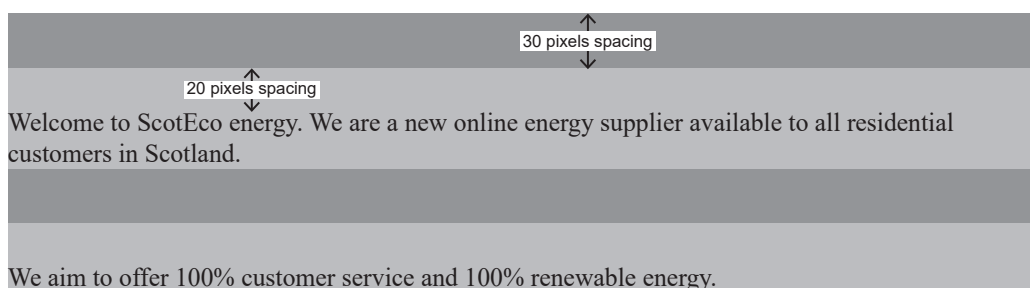 30 pixels spacing
20 pixels spacing
Welcome to ScotEco energy. We are a new online energy supplier available to all residential
customers in Scotland.
We aim to offer 100% customer service and 100% renewable energy.